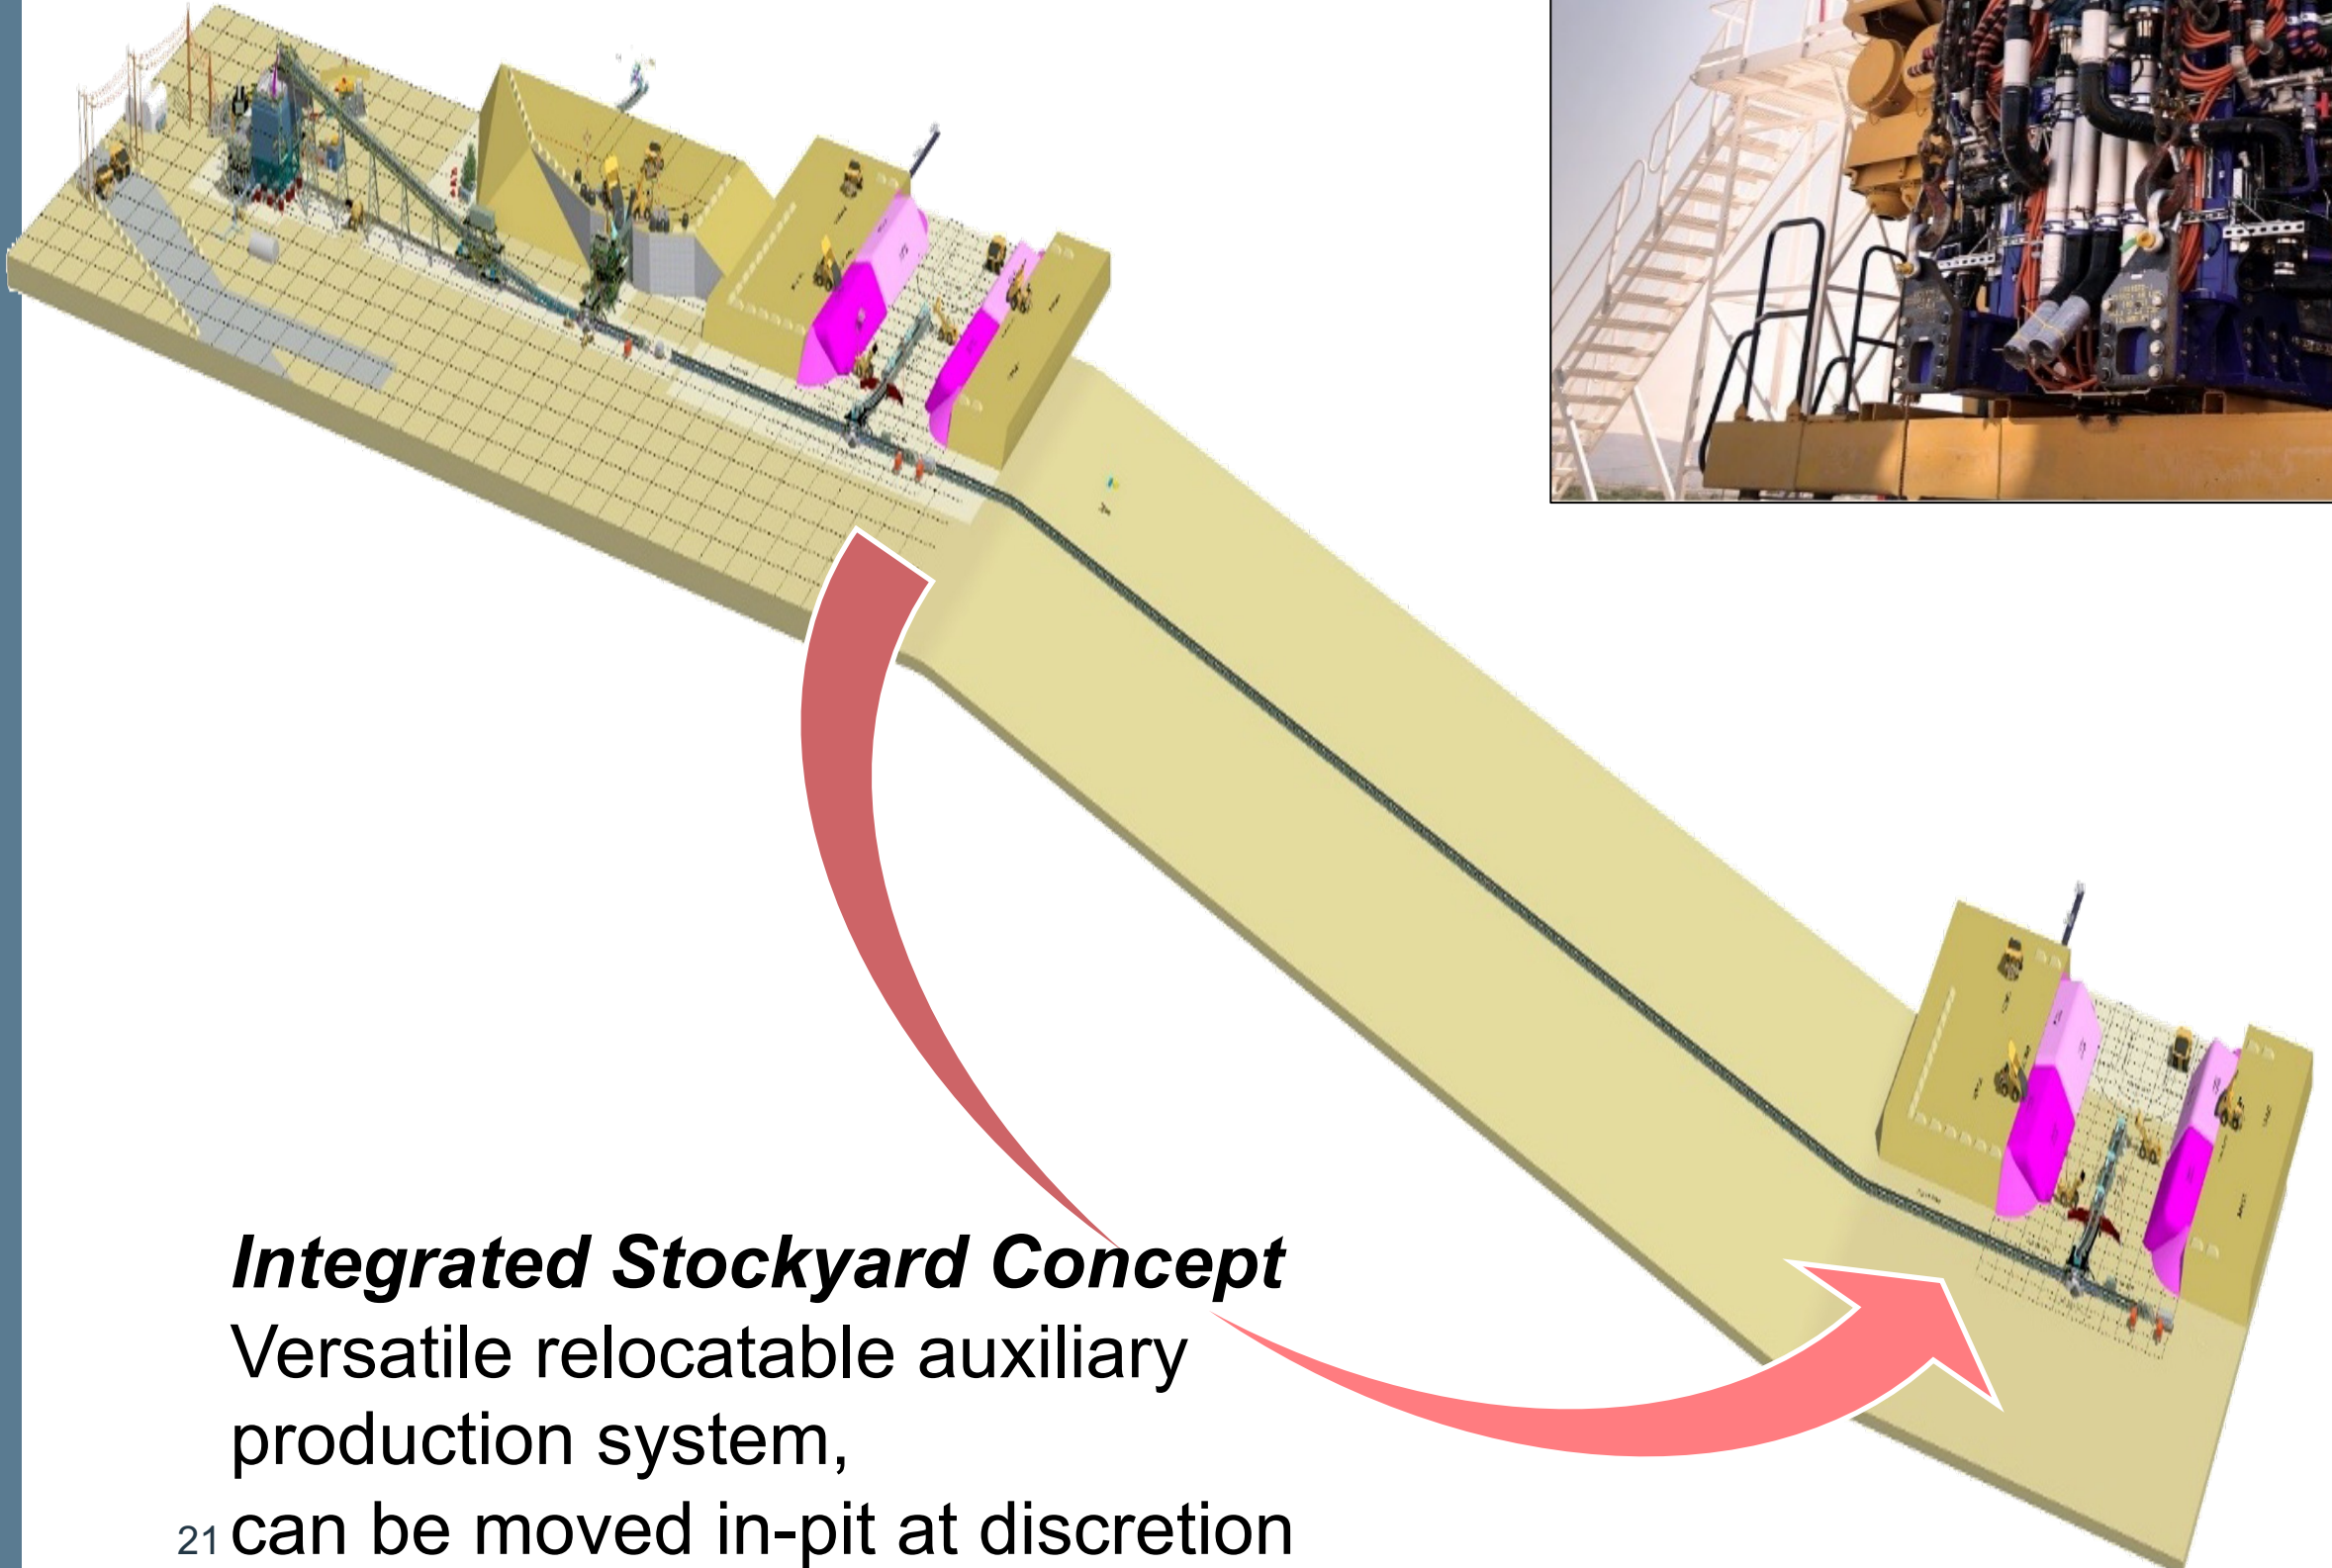 Integrated Stockyard Concept
Versatile relocatable auxiliary
production system,
can be moved in-pit at discretion
21